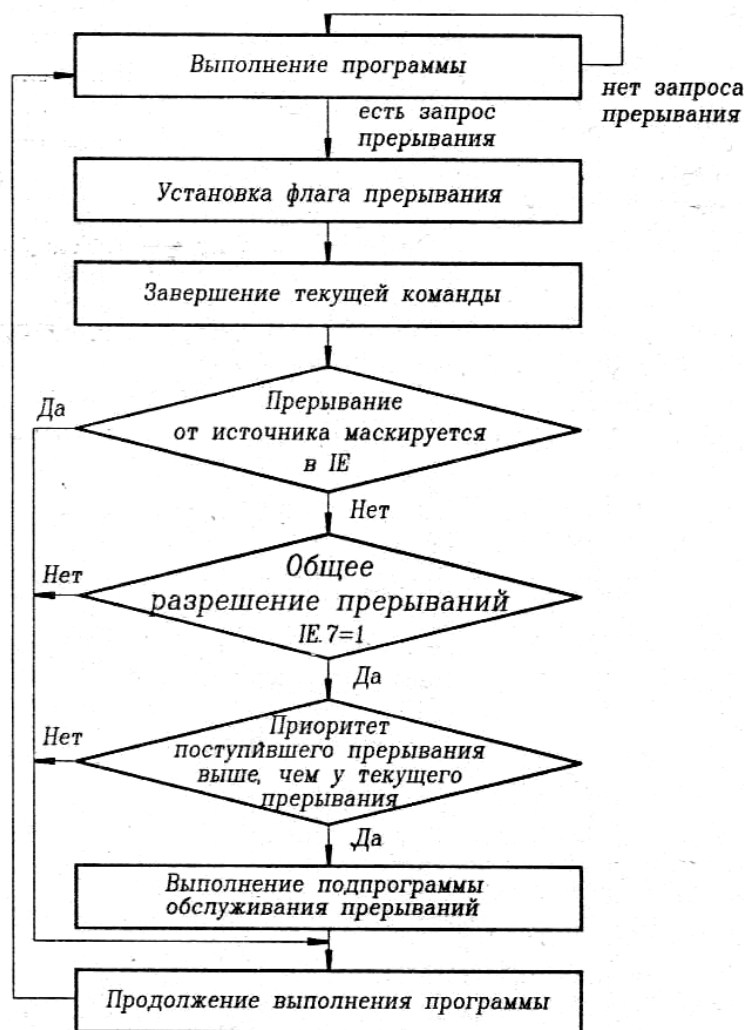 Выполнение программы
нет запроса
прерывания
есть запрос
прерывания
Установка флага прерывания
Завершение текущей команды
Да
Прерывание
от источника маскируется
в IE
Нет
Нет
Общее
разрешение прерываний
IE.7=1
Да
Нет
Приоритет
поступившего прерывания
выше, чем у текущего
прерывания
Да
Выполнение подпрограммы
обслуживания прерываний
Продолжение выполнения программы